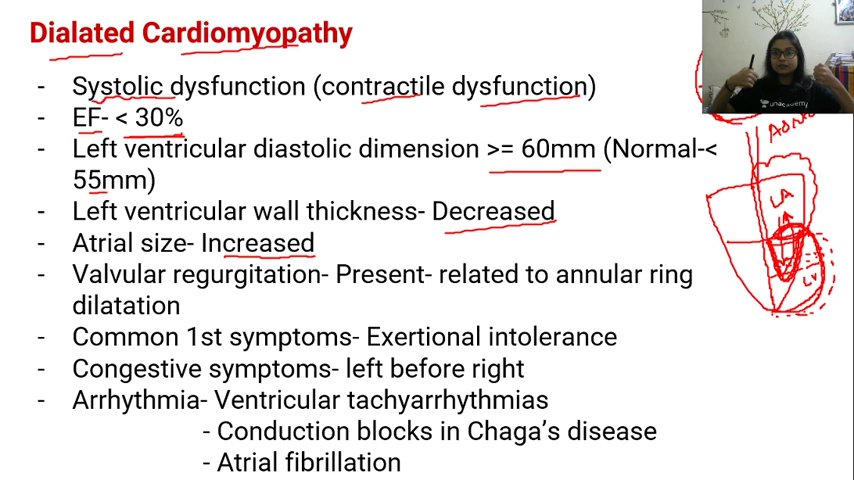 Dialated Cardiomyopathy
- Systolic dysfunction (contractile dysfunction)
- EF- < 30%
- Left ventricular diastolic dimension >= 60mm (Normal-<
55mm)
- Left ventricular wall thickness- Decreased
- Atrial size- Increased
- Valvular regurgitation- Present- related to annular ring
dilatation
- Common 1st symptoms- Exertional intolerance
- Congestive symptoms- left before right
- Arrhythmia- Ventricular tachyarrhythmias
- Conduction blocks in Chaga's disease
- Atrial fibrillation
unacademy
LA
LV